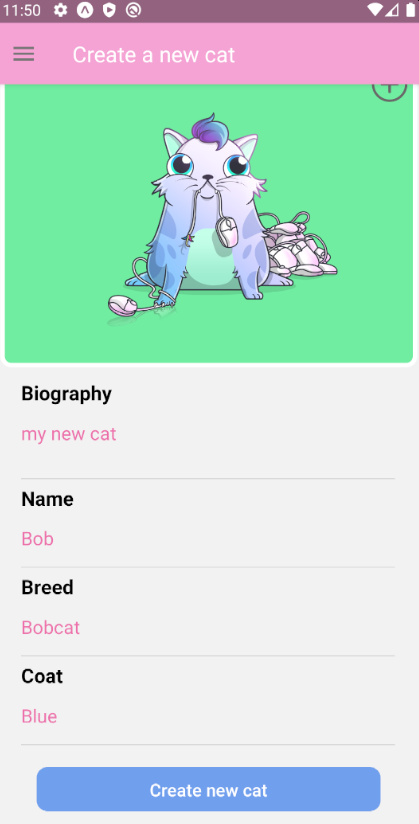 11:50
Create a new cat
Biography
my new cat
Name
Bob
Breed
Bobcat
Coat
Blue
Create new cat